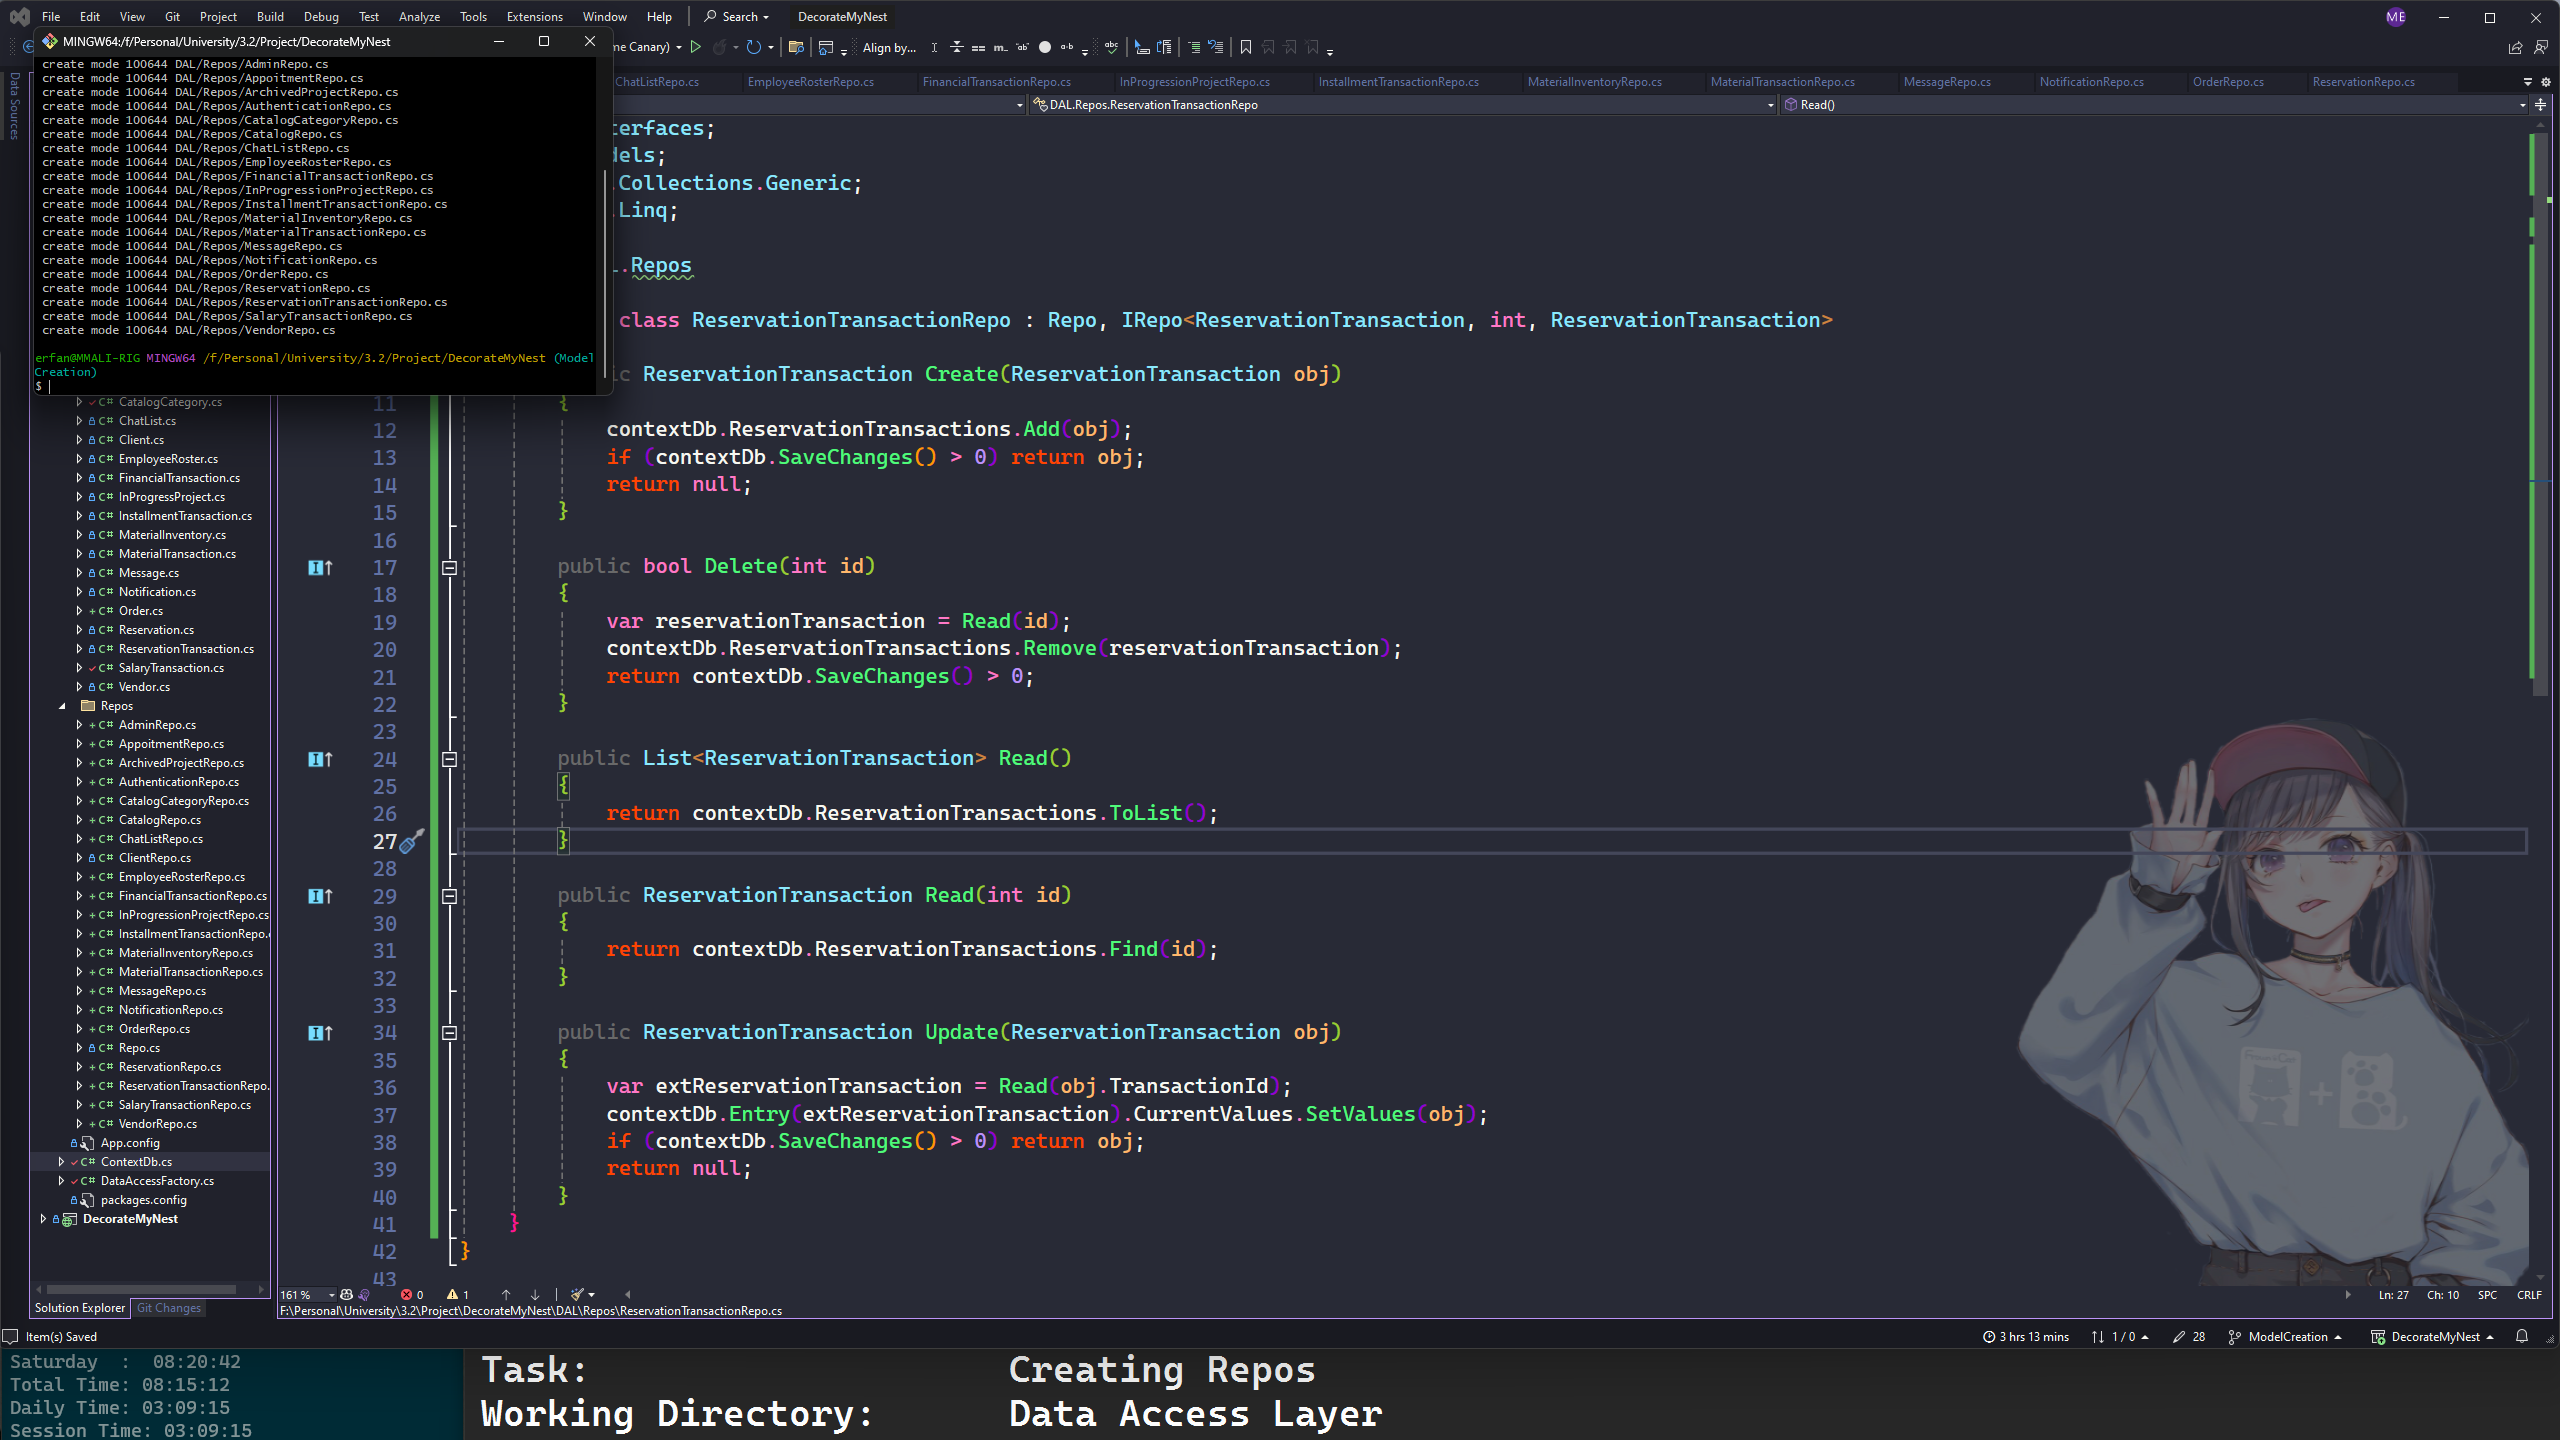 File Edit View Git Project Build Debug Test Analyze Tools Extensions Window Help Search DecorateMyNest ME
MINGW64:/f/Personal/University/3.2/Project/DecorateMyNest
create mode 100644 DAL/Repos/AdminRepo.cs
create mode 100644 DAL/Repos/AppoitmentRepo.cs
create mode 100644 DAL/Repos/ArchivedProjectRepo.cs
create mode 100644 DAL/Repos/AuthenticationRepo.cs
create mode 100644 DAL/Repos/CatalogCategoryRepo.cs
create mode 100644 DAL/Repos/CatalogRepo.cs
create mode 100644 DAL/Repos/ChatListRepo.cs
create mode 100644 DAL/Repos/EmployeeRosterRepo.cs
create mode 100644 DAL/Repos/FinancialTransactionRepo.cs
create mode 100644 DAL/Repos/InProgressionProjectRepo.cs
create mode 100644 DAL/Repos/InstallmentTransactionRepo.cs
create mode 100644 DAL/Repos/MaterialInventoryRepo.cs
create mode 100644 DAL/Repos/MaterialTransactionRepo.cs
create mode 100644 DAL/Repos/MessageRepo.cs
create mode 100644 DAL/Repos/NotificationRepo.cs
create mode 100644 DAL/Repos/OrderRepo.cs
create mode 100644 DAL/Repos/ReservationRepo.cs
create mode 100644 DAL/Repos/ReservationTransactionRepo.cs
create mode 100644 DAL/Repos/SalaryTransactionRepo.cs
create mode 100644 DAL/Repos/VendorRepo.cs
erfan@MMALI-RIG MINGW64 /f/Personal/University/3.2/Project/DecorateMyNest (Model
Creation)
$
me Canary) Align by...
Data Sources
ChatListRepo.cs EmployeeRosterRepo.cs FinancialTransactionRepo.cs InProgressionProjectRepo.cs InstallmentTransactionRepo.cs MaterialInventoryRepo.cs MaterialTransactionRepo.cs MessageRepo.cs NotificationRepo.cs OrderRepo.cs ReservationRepo.cs
DAL.Repos.ReservationTransactionRepo Read()
CatalogCategory.cs
ChatList.cs
Client.cs
EmployeeRoster.cs
FinancialTransaction.cs
InProgressProject.cs
InstallmentTransaction.cs
MaterialInventory.cs
MaterialTransaction.cs
Message.cs
Notification.cs
Order.cs
Reservation.cs
ReservationTransaction.cs
SalaryTransaction.cs
Vendor.cs
Repos
AdminRepo.cs
AppoitmentRepo.cs
ArchivedProjectRepo.cs
AuthenticationRepo.cs
CatalogCategoryRepo.cs
CatalogRepo.cs
ChatListRepo.cs
ClientRepo.cs
EmployeeRosterRepo.cs
FinancialTransactionRepo.cs
InProgressionProjectRepo.cs
InstallmentTransactionRepo.
MaterialInventoryRepo.cs
MaterialTransactionRepo.cs
MessageRepo.cs
NotificationRepo.cs
OrderRepo.cs
Repo.cs
ReservationRepo.cs
ReservationTransactionRepo.
SalaryTransactionRepo.cs
VendorRepo.cs
App.config
ContextDb.cs
DataAccessFactory.cs
packages.config
DecorateMyNest
Solution Explorer Git Changes
terfaces;
dels;
.Collections.Generic;
.Linq;
.Repos
class ReservationTransactionRepo : Repo, IRepo<ReservationTransaction, int, ReservationTransaction>
c ReservationTransaction Create(ReservationTransaction obj)
11 {
12 contextDb.ReservationTransactions.Add(obj);
13 if (contextDb.SaveChanges() > 0) return obj;
14 return null;
15 }
16
17 public bool Delete(int id)
18 {
19 var reservationTransaction = Read(id);
20 contextDb.ReservationTransactions.Remove(reservationTransaction);
21 return contextDb.SaveChanges() > 0;
22 }
23
24 public List<ReservationTransaction> Read()
25 {
26 return contextDb.ReservationTransactions.ToList();
27 }
28
29 public ReservationTransaction Read(int id)
30 {
31 return contextDb.ReservationTransactions.Find(id);
32 }
33
34 public ReservationTransaction Update(ReservationTransaction obj)
35 {
36 var extReservationTransaction = Read(obj.TransactionId);
37 contextDb.Entry(extReservationTransaction).CurrentValues.SetValues(obj);
38 if (contextDb.SaveChanges() > 0) return obj;
39 return null;
40 }
41 }
42 }
43
161 % 0 1 Ln: 27 Ch: 10 SPC CRLF
F:\Personal\University\3.2\Project\DecorateMyNest\DAL\Repos\ReservationTransactionRepo.cs
Item(s) Saved 3 hrs 13 mins 1 / 0 28 ModelCreation DecorateMyNest
Saturday : 08:20:42
Total Time: 08:15:12
Daily Time: 03:09:15
Session Time: 03:09:15
Task: Creating Repos
Working Directory: Data Access Layer